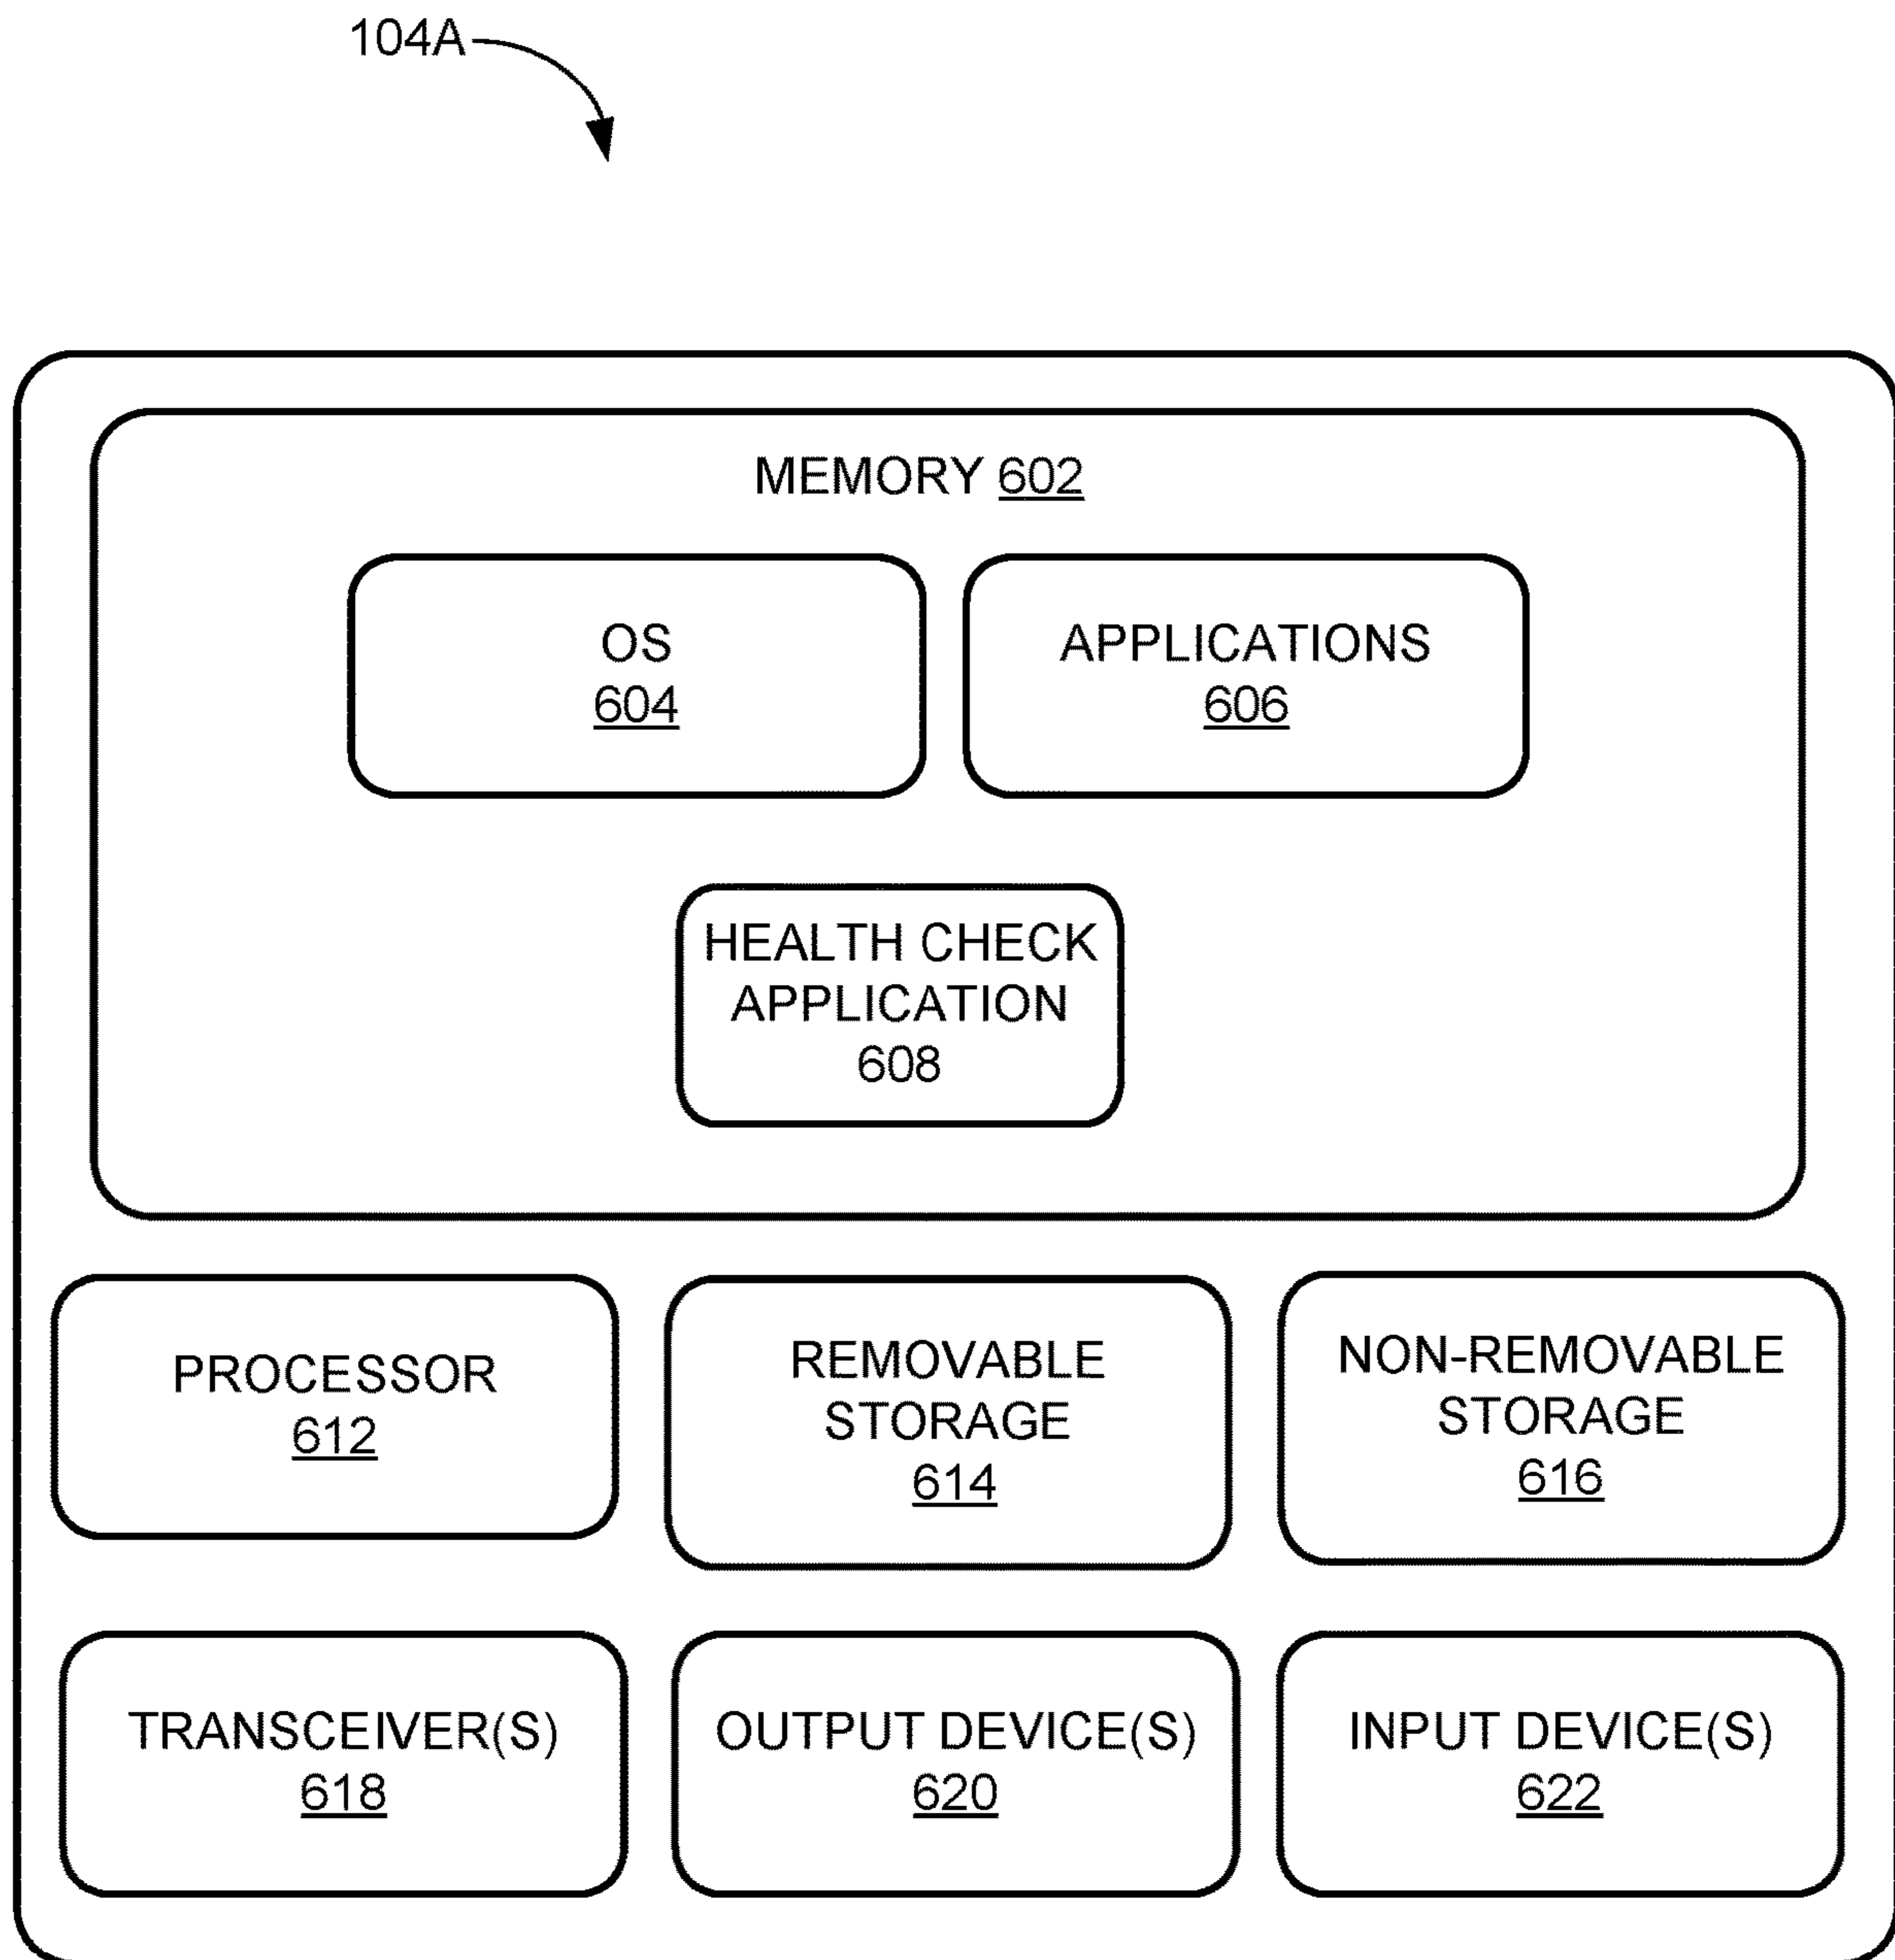 104A
MEMORY 602
OS
604
APPLICATIONS
606
HEALTH CHECK
APPLICATION
608
PROCESSOR
612
REMOVABLE
STORAGE
614
NON-REMOVABLE
STORAGE
616
TRANSCEIVER(S)
618
OUTPUT DEVICE(S)
620
INPUT DEVICE(S)
622